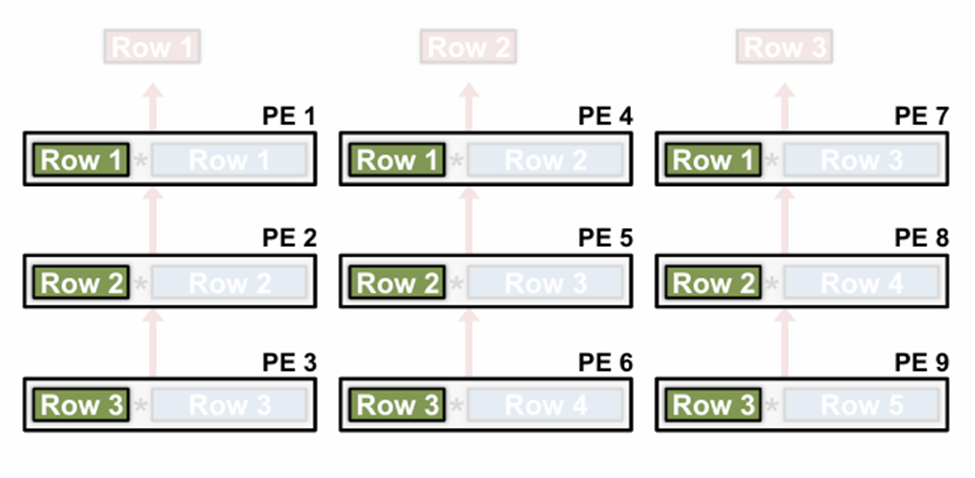 Row 1 Row 2 Row 3
PE 1 PE 4 PE 7
Row 1 * Row 1 Row 1 * Row 2 Row 1 * Row 3
PE 2 PE 5 PE 8
Row 2 * Row 2 Row 2 * Row 3 Row 2 * Row 4
PE 3 PE 6 PE 9
Row 3 * Row 3 Row 3 * Row 4 Row 3 * Row 5